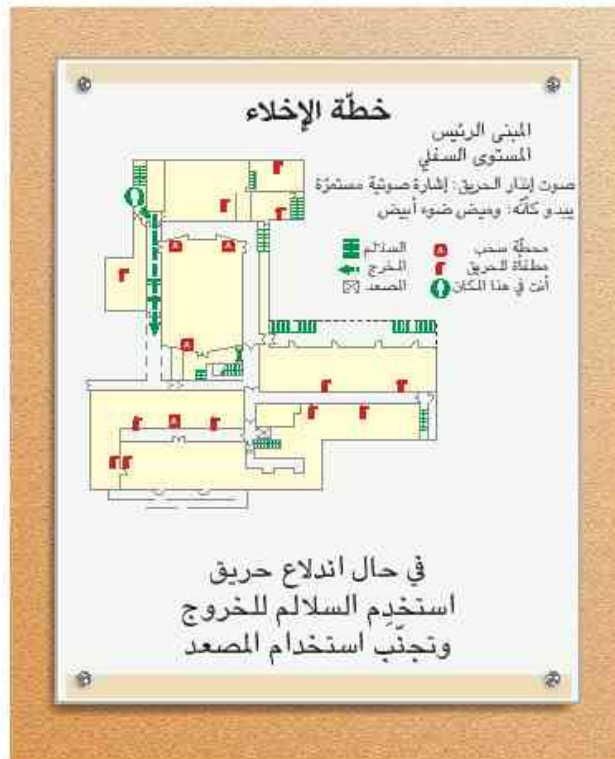 خطّة الإخلاء
المبنى الرئيس
المستوى السفلي
صوت إنذار الحريق: إشارة صوتية مستمرّة
يبدو كأنّه: وميض ضوء أبيض
محطّة سحب
السلالم
مطفأة للحريق
المخرج
أنت في هذا المكان
المصعد
A
A
A
A
في حال اندلاع حريق
استخدِم السلالم للخروج
وتجنّب استخدام المصعد